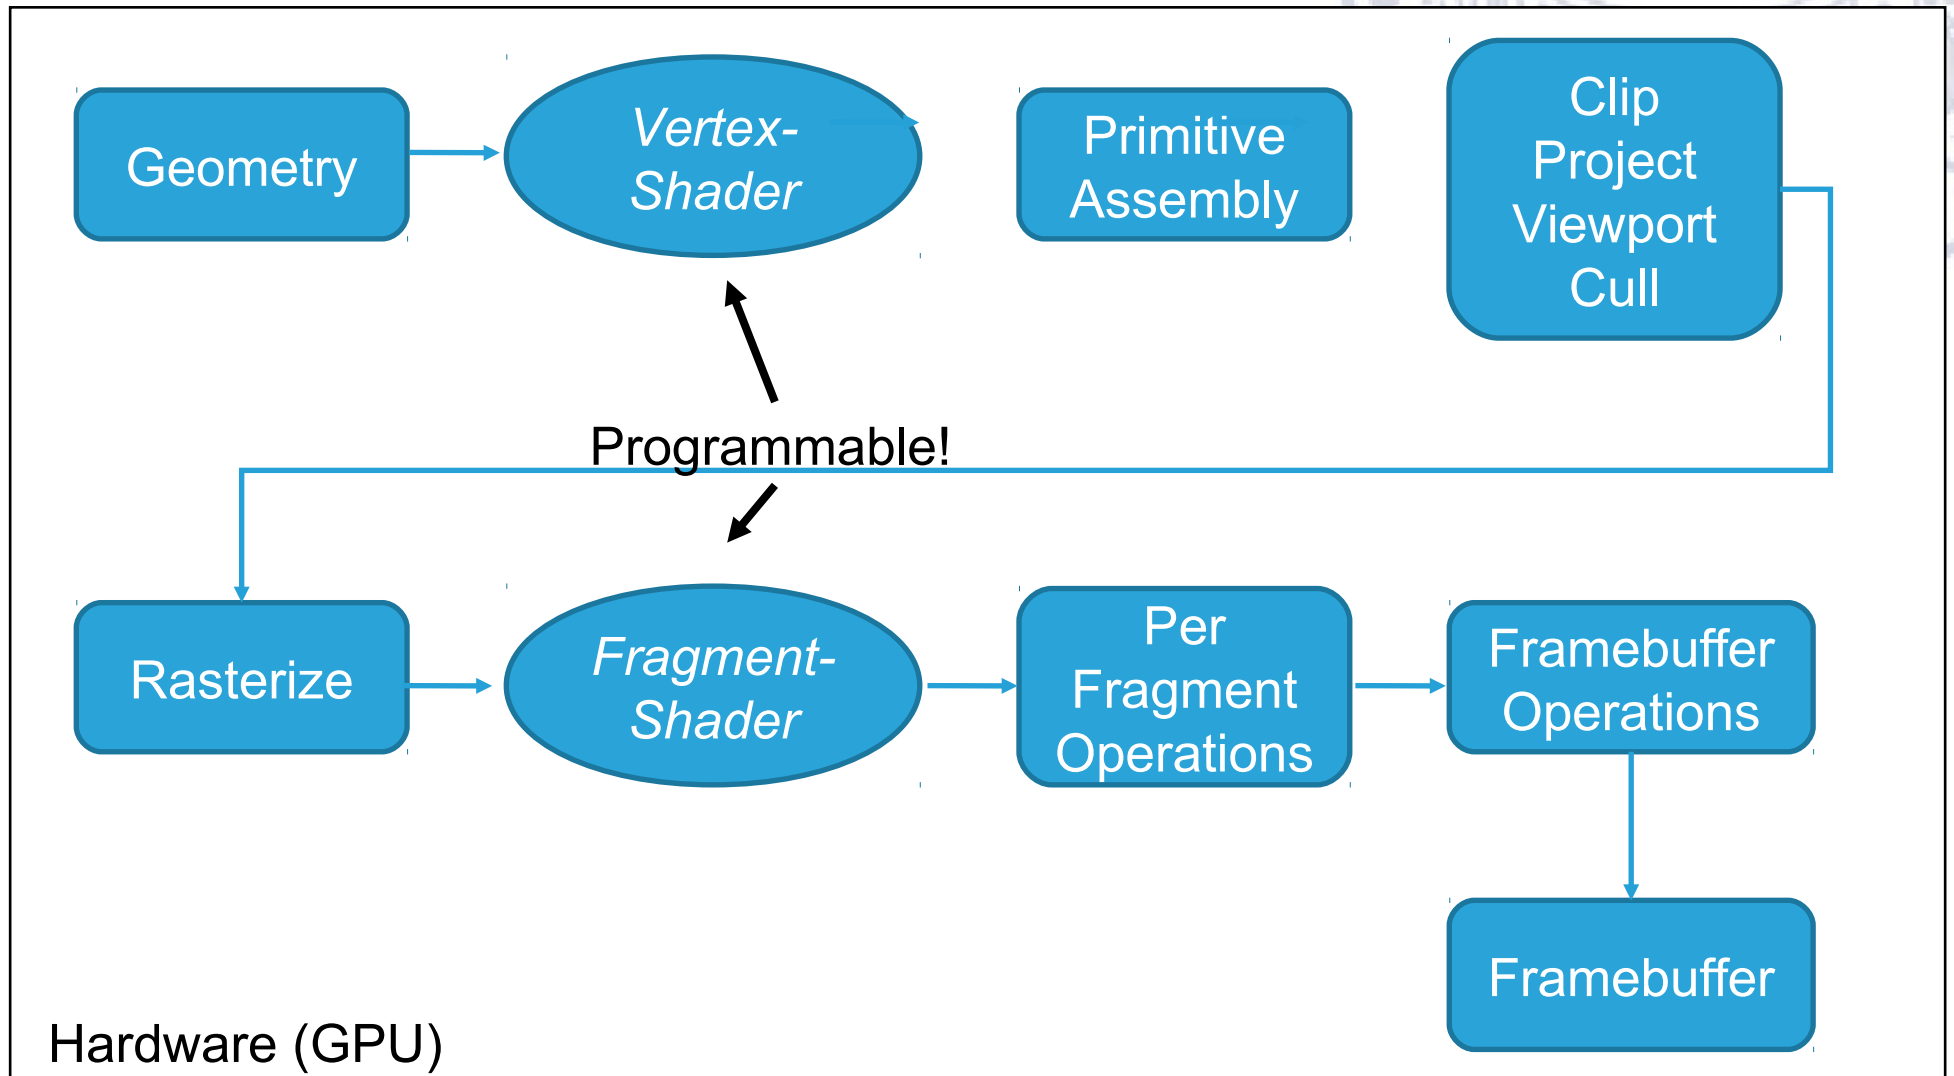 Geometry
Vertex-
Shader
Primitive
Assembly
Clip
Project
Viewport
Cull
Programmable!
Rasterize
Fragment-
Shader
Per
Fragment
Operations
Framebuffer
Operations
Framebuffer
Hardware (GPU)